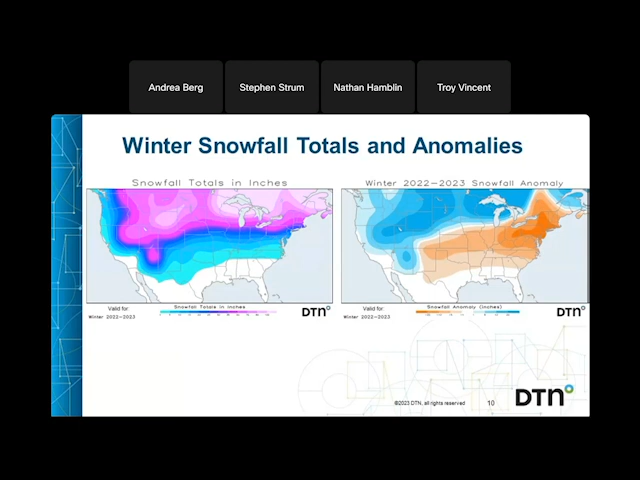 Andrea Berg
Stephen Strum
Nathan Hamblin
Troy Vincent
Winter Snowfall Totals and Anomalies
Snowfall Totals in Inches
Winter 2022-2023 Snowfall Anomaly
Valid for:
Winter 2022-2023
Snowfall Totals in Inches
DTN
Valid for:
Winter 2022-2023
Snowfall Anomaly (Inches)
DTN
©2023 DTN, all rights reserved
10
DTN